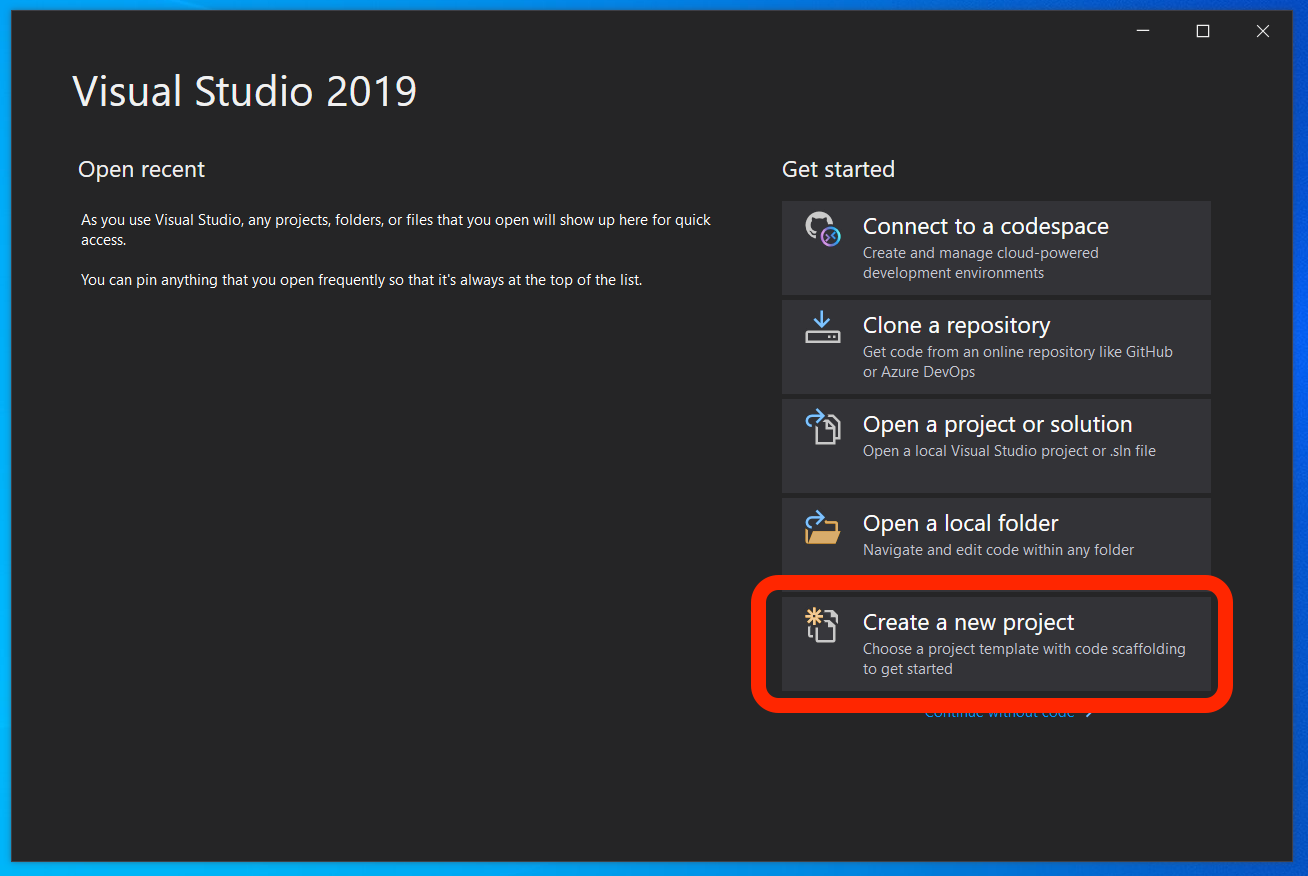 Visual Studio 2019
Open recent
As you use Visual Studio, any projects, folders, or files that you open will show up here for quick
access.
You can pin anything that you open frequently so that it's always at the top of the list.
Get started
Connect to a codespace
Create and manage cloud-powered
development environments
Clone a repository
Get code from an online repository like GitHub
or Azure DevOps
Open a project or solution
Open a local Visual Studio project or .sln file
Open a local folder
Navigate and edit code within any folder
Create a new project
Choose a project template with code scaffolding
to get started
Continue without code